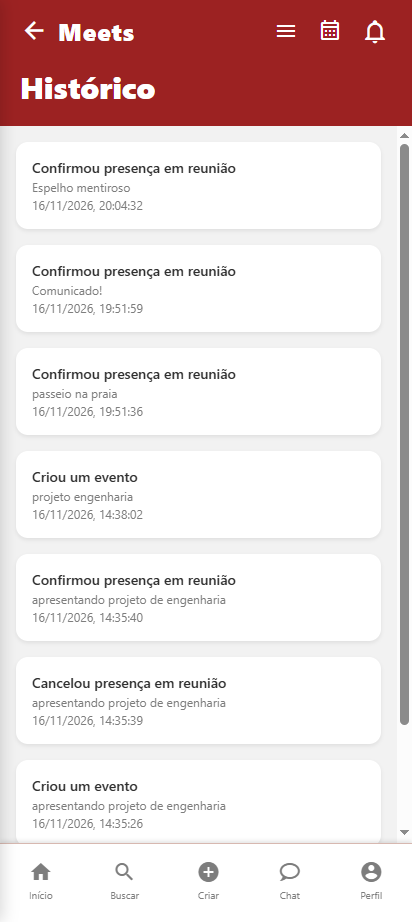 Meets
Histórico
Confirmou presença em reunião
Espelho mentiroso
16/11/2026, 20:04:32
Confirmou presença em reunião
Comunicado!
16/11/2026, 19:51:59
Confirmou presença em reunião
passeio na praia
16/11/2026, 19:51:36
Criou um evento
projeto engenharia
16/11/2026, 14:38:02
Confirmou presença em reunião
apresentando projeto de engenharia
16/11/2026, 14:35:40
Cancelou presença em reunião
apresentando projeto de engenharia
16/11/2026, 14:35:39
Criou um evento
apresentando projeto de engenharia
16/11/2026, 14:35:26
Início
Buscar
Criar
Chat
Perfil